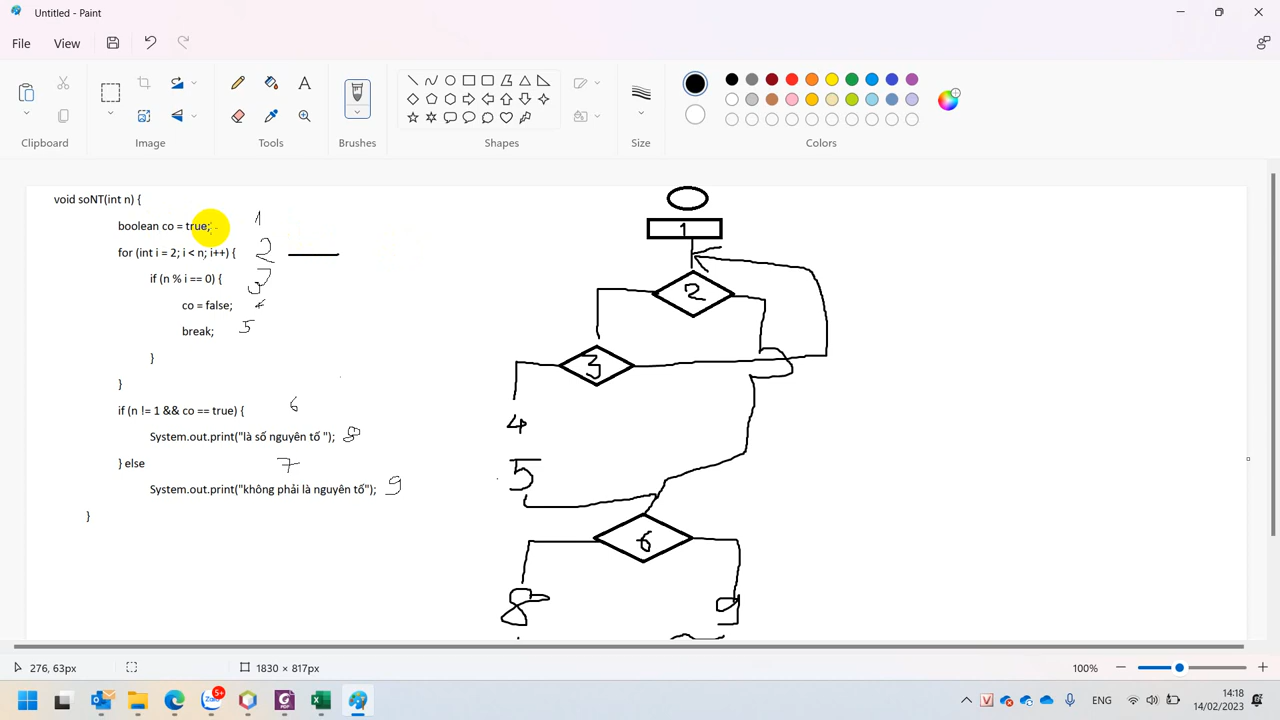 Untitled - Paint
File View
Clipboard Image Tools Brushes Shapes Size Colors
void soNT(int n) {
boolean co = true; 1
for (int i = 2; i < n; i++) { 2
if (n % i == 0) { 3
co = false; 4
break; 5
}
}
if (n != 1 && co == true) { 6
System.out.print("là số nguyên tố "); 8
} else 7
System.out.print("không phải là nguyên tố"); 9
}
1
2
3
4
5
6
8 9
276, 63px 1830 × 817px 100%
5+ ENG 14:18
14/02/2023